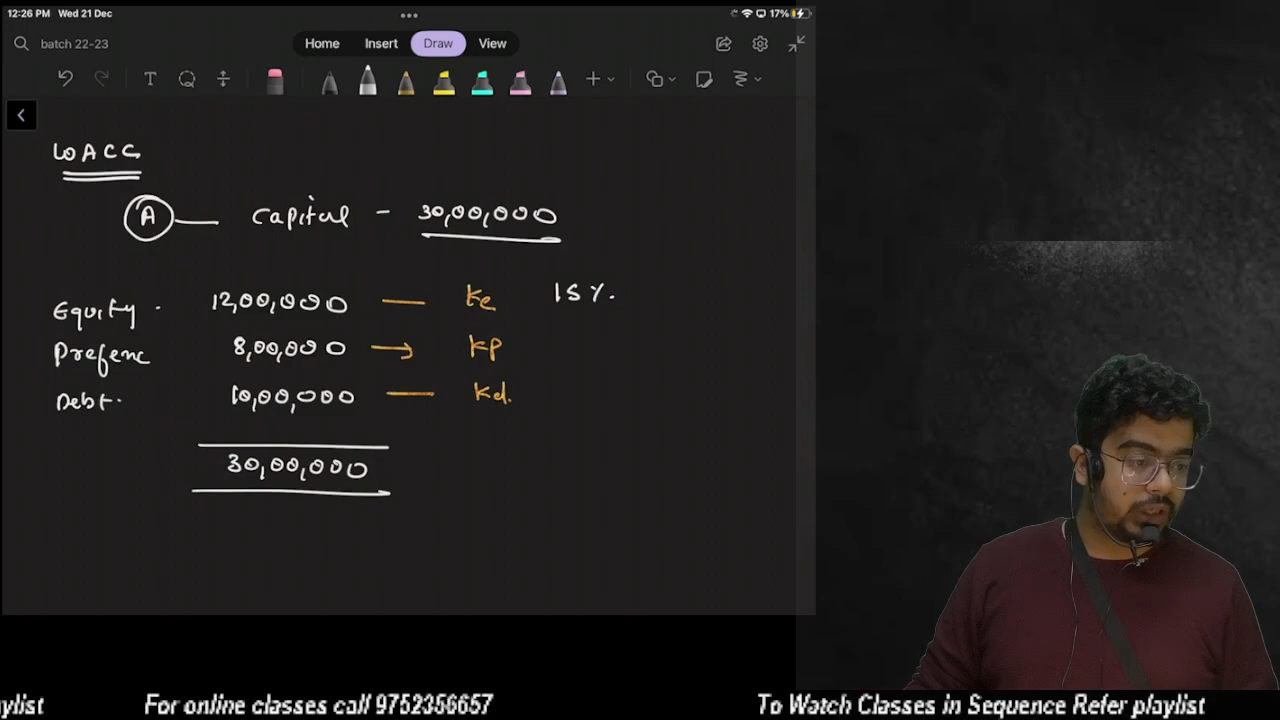 12:26 PM Wed 21 Dec
17%
batch 22-23
Home Insert Draw View
WACC
A — Capital - 30,00,000
Equity. 12,00,000 — Ke 15%.
Prefenc 8,00,000 → Kp
Debt. 10,00,000 — Kd.
30,00,000
ylist For online classes call 9752356657 To Watch Classes in Sequence Refer playlist